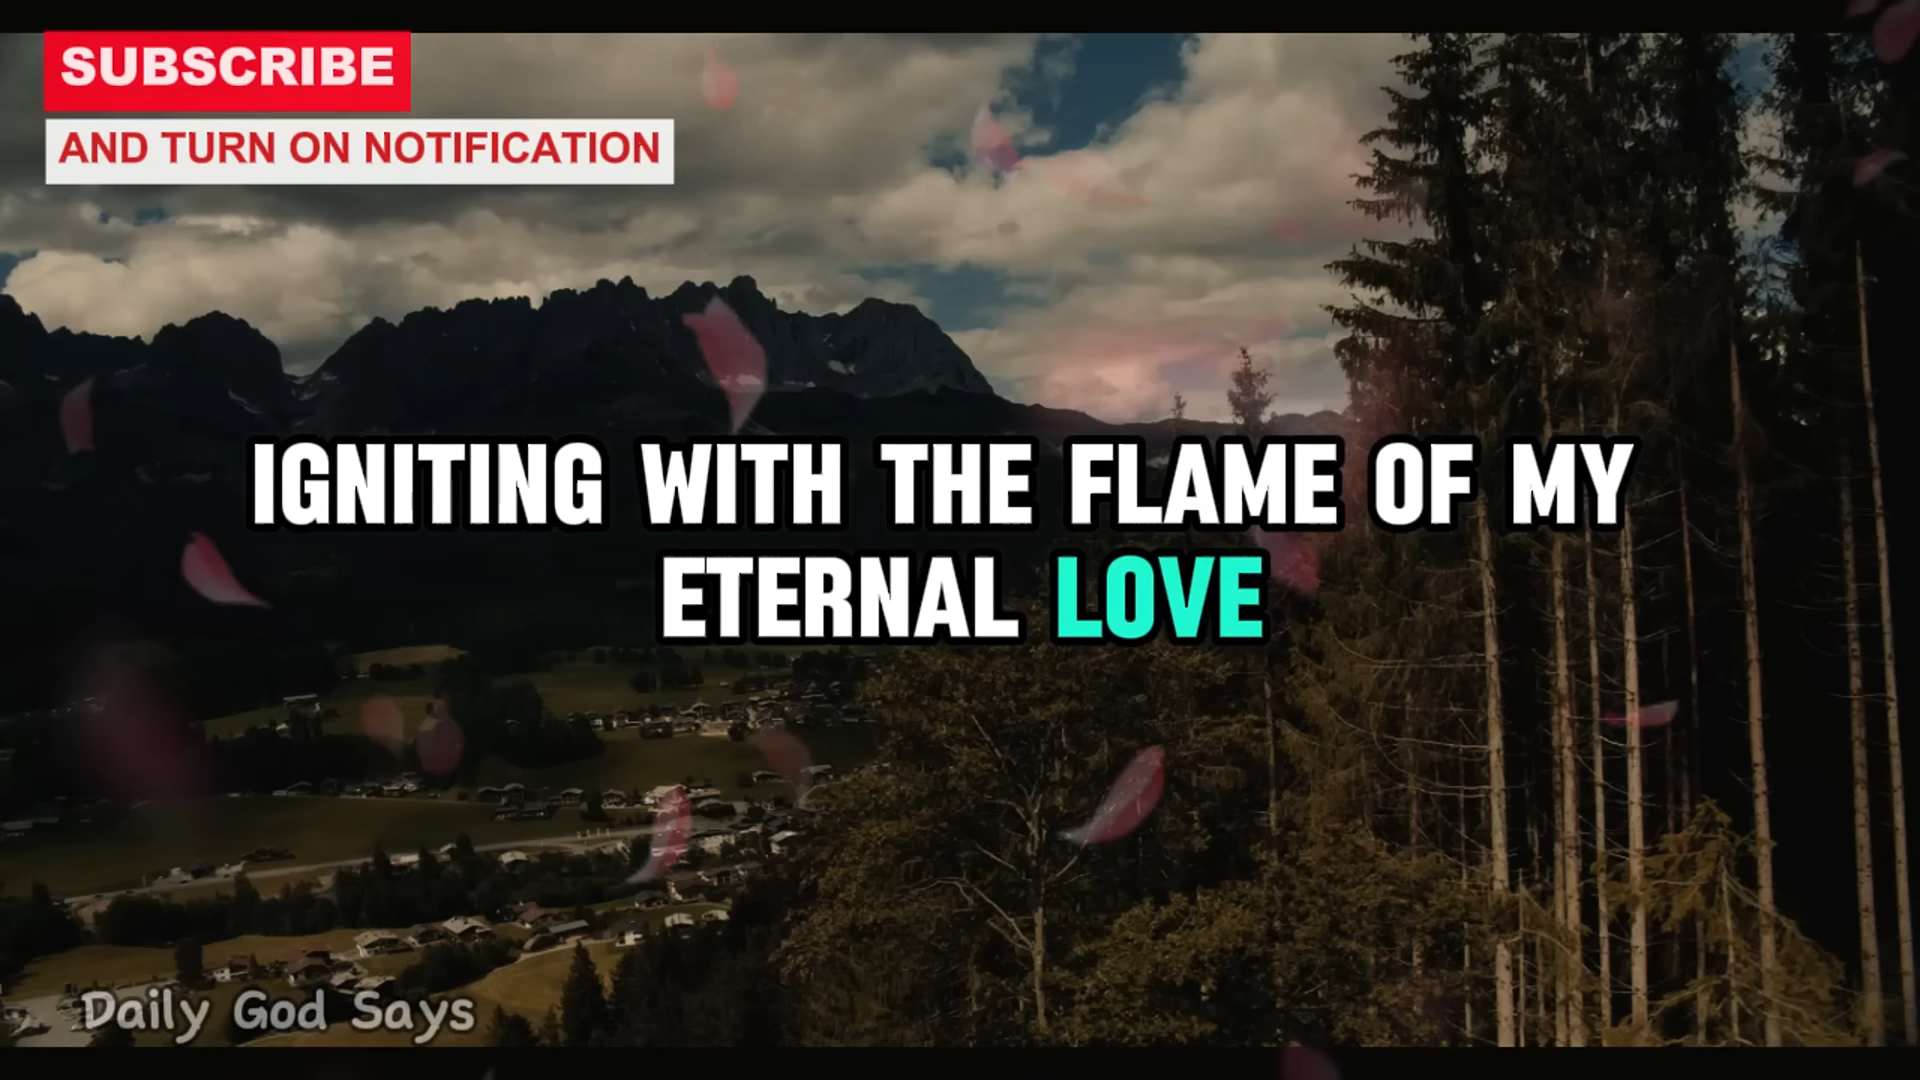 SUBSCRIBE
AND TURN ON NOTIFICATION
IGNITING WITH THE FLAME OF MY
ETERNAL LOVE
Daily God Says